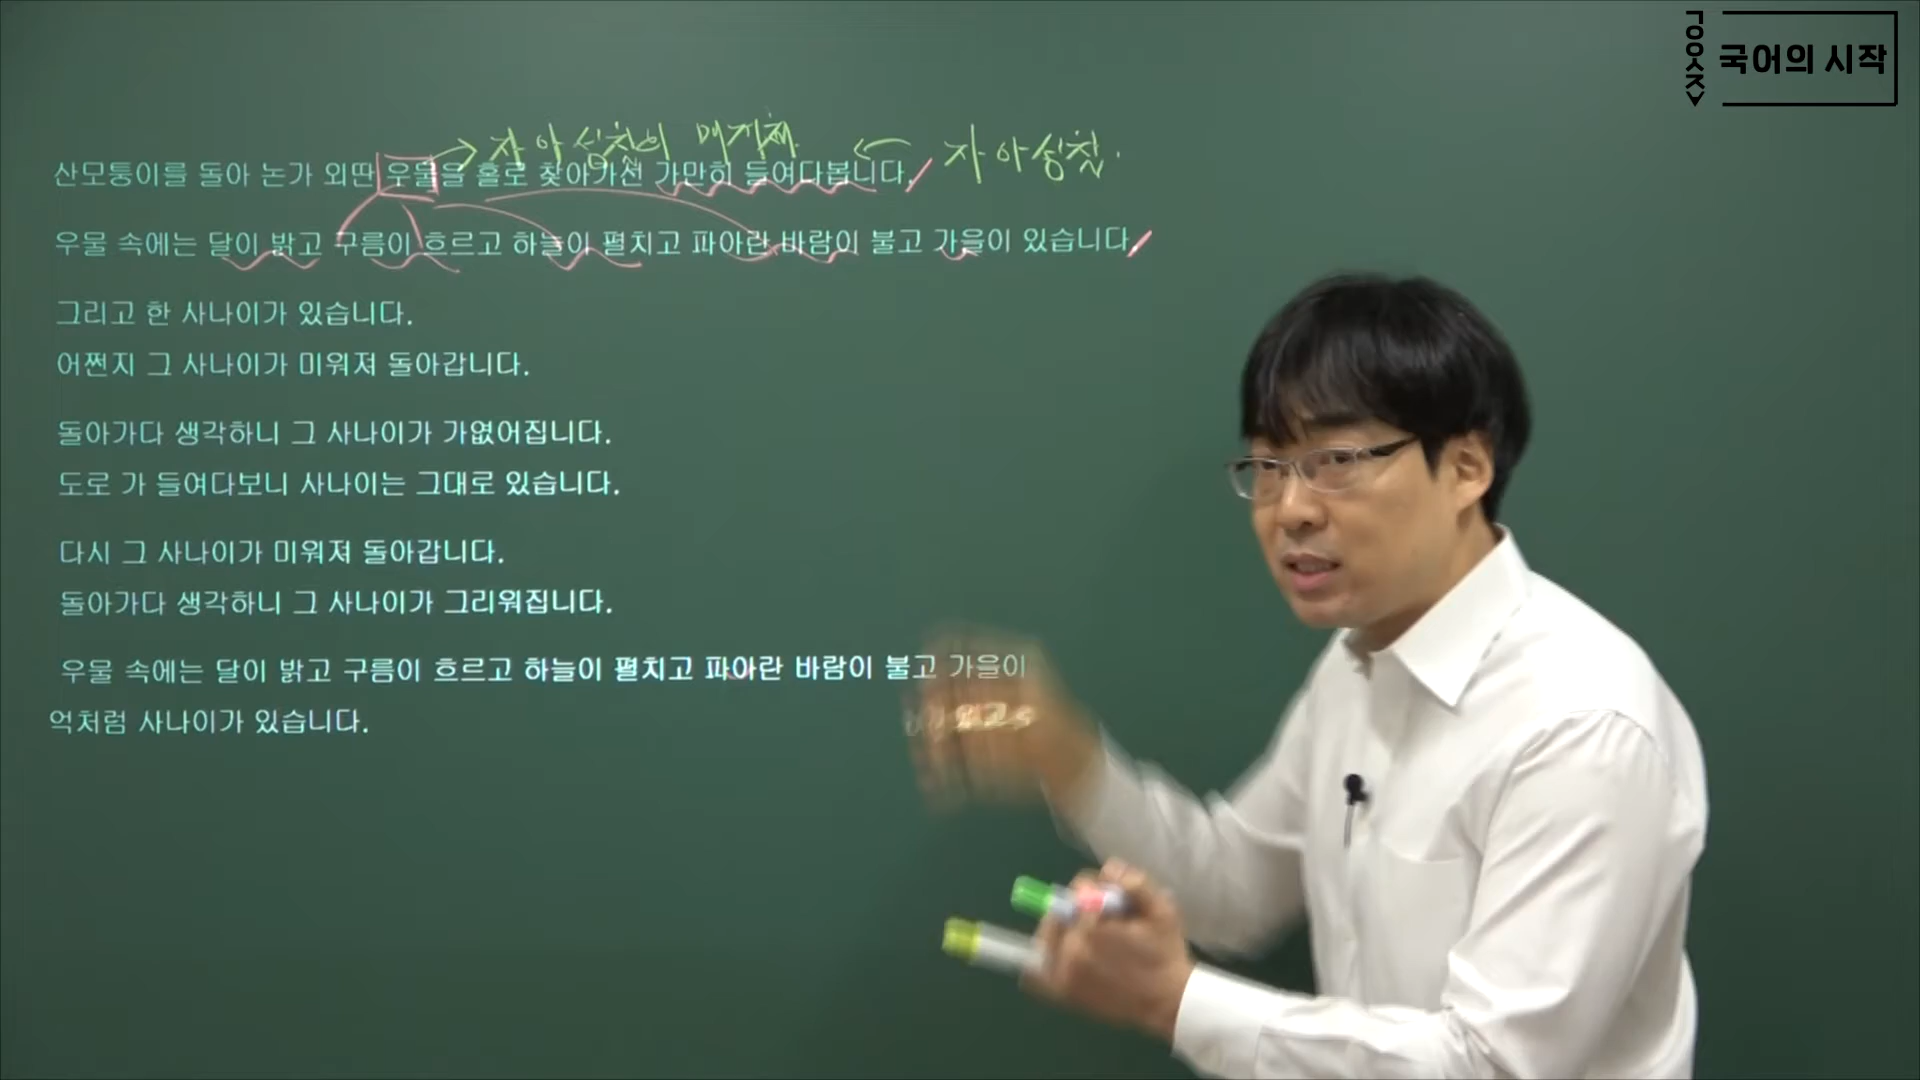 국어의 시작
자아성찰의 매개체
자아성찰.
산모퉁이를 돌아 논가 외딴 우물을 홀로 찾아가선 가만히 들여다봅니다.
우물 속에는 달이 밝고 구름이 흐르고 하늘이 펼치고 파아란 바람이 불고 가을이 있습니다.
그리고 한 사나이가 있습니다.
어쩐지 그 사나이가 미워져 돌아갑니다.
돌아가다 생각하니 그 사나이가 가엾어집니다.
도로 가 들여다보니 사나이는 그대로 있습니다.
다시 그 사나이가 미워져 돌아갑니다.
돌아가다 생각하니 그 사나이가 그리워집니다.
우물 속에는 달이 밝고 구름이 흐르고 하늘이 펼치고 파아란 바람이 불고 가을이
있고
억처럼 사나이가 있습니다.